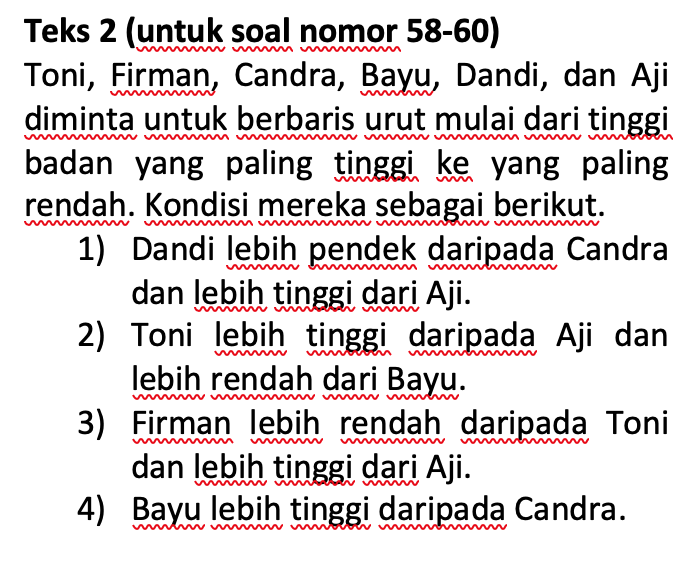 Teks 2 (untuk soal nomor 58-60)
Toni, Firman, Candra, Bayu, Dandi, dan Aji
diminta untuk berbaris urut mulai dari tinggi
badan yang paling tinggi ke yang paling
rendah. Kondisi mereka sebagai berikut.
1) Dandi lebih pendek daripada Candra
dan lebih tinggi dari Aji.
2) Toni lebih tinggi daripada Aji dan
lebih rendah dari Bayu.
3) Firman lebih rendah daripada Toni
dan lebih tinggi dari Aji.
4) Bayu lebih tinggi daripada Candra.